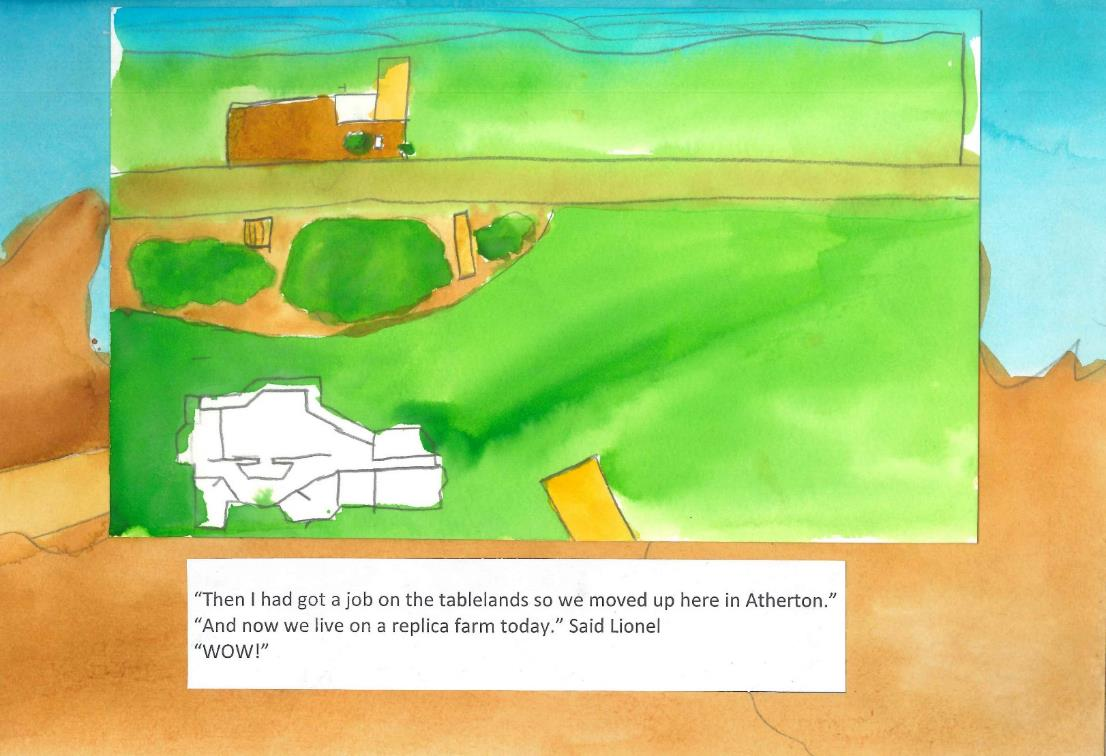 “Then I had got a job on the tablelands so we moved up here in Atherton.”
“And now we live on a replica farm today.” Said Lionel
“WOW!”